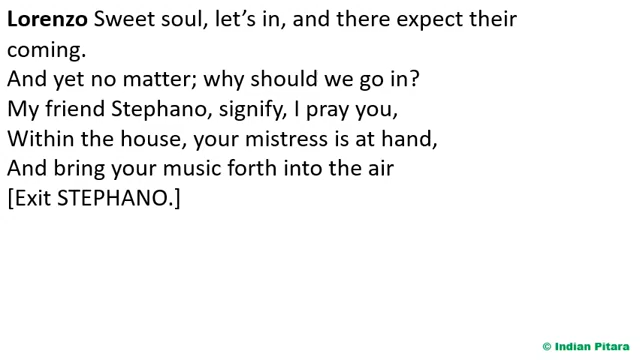 Lorenzo Sweet soul, let’s in, and there expect their
coming.
And yet no matter; why should we go in?
My friend Stephano, signify, I pray you,
Within the house, your mistress is at hand,
And bring your music forth into the air
[Exit STEPHANO.]
© Indian Pitara